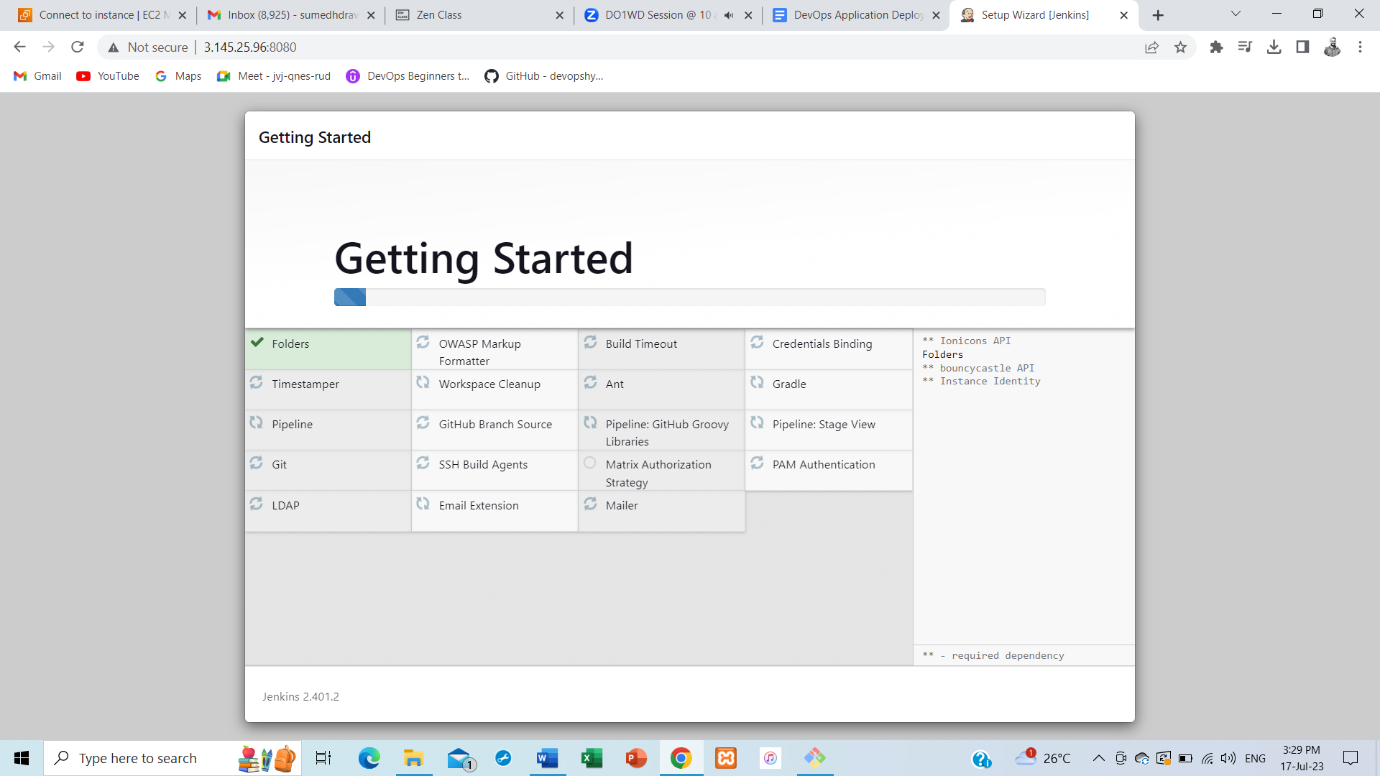 Connect to instance | EC2 M
Inbox (8,925) - sumedhdrav
Zen Class
DO1WD Session @ 10
DevOps Application Deploy
Setup Wizard [Jenkins]
Not secure
3.145.25.96:8080
Gmail
YouTube
Maps
Meet - jvj-qnes-rud
DevOps Beginners t...
GitHub - devopshy...
Getting Started
Getting Started
Folders
OWASP Markup
Formatter
Build Timeout
Credentials Binding
Timestamper
Workspace Cleanup
Ant
Gradle
Pipeline
GitHub Branch Source
Pipeline: GitHub Groovy
Libraries
Pipeline: Stage View
Git
SSH Build Agents
Matrix Authorization
Strategy
PAM Authentication
LDAP
Email Extension
Mailer
** Ionicons API
Folders
** bouncycastle API
** Instance Identity
** - required dependency
Jenkins 2.401.2
Type here to search
1
1
26°C
ENG
3:29 PM
17-Jul-23